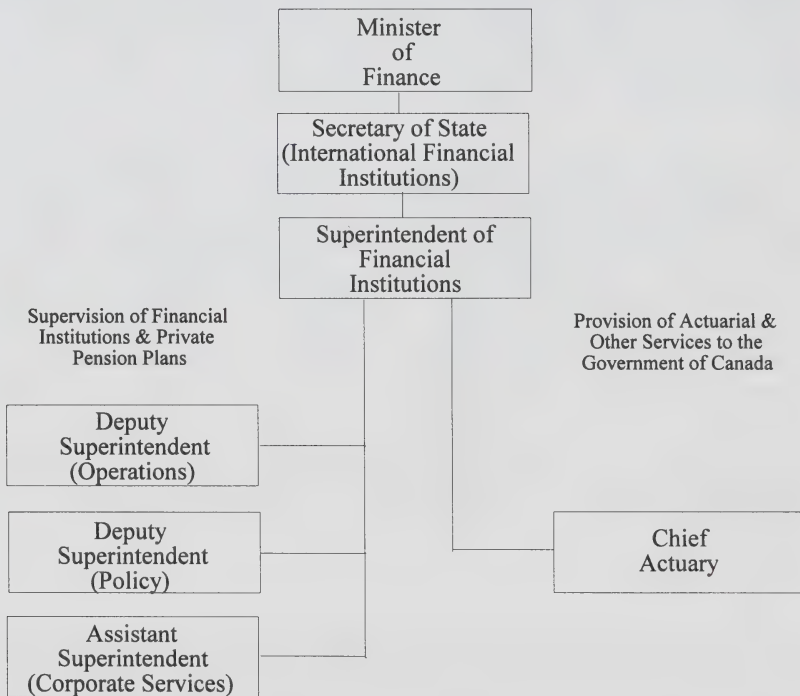 Minister
of
Finance
Secretary of State
(International Financial
Institutions)
Superintendent of
Financial
Institutions
Supervision of Financial
Institutions & Private
Pension Plans
Provision of Actuarial &
Other Services to the
Government of Canada
Deputy
Superintendent
(Operations)
Deputy
Superintendent
(Policy)
Chief
Actuary
Assistant
Superintendent
(Corporate Services)